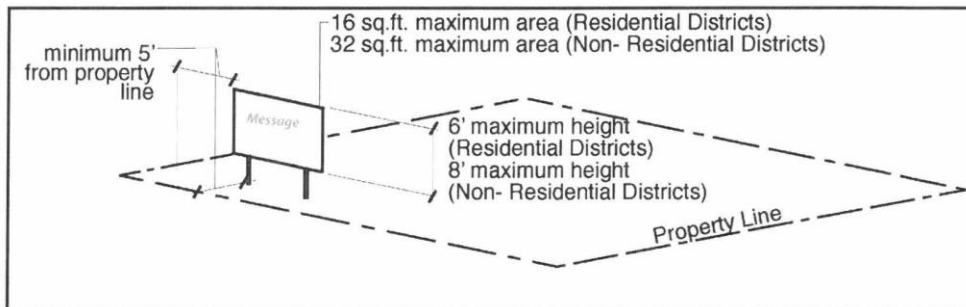 16 sq.ft. maximum area (Residential Districts)
32 sq.ft. maximum area (Non- Residential Districts)
minimum 5'
from property
line
Message
6' maximum height
(Residential Districts)
8' maximum height
(Non- Residential Districts)
Property Line